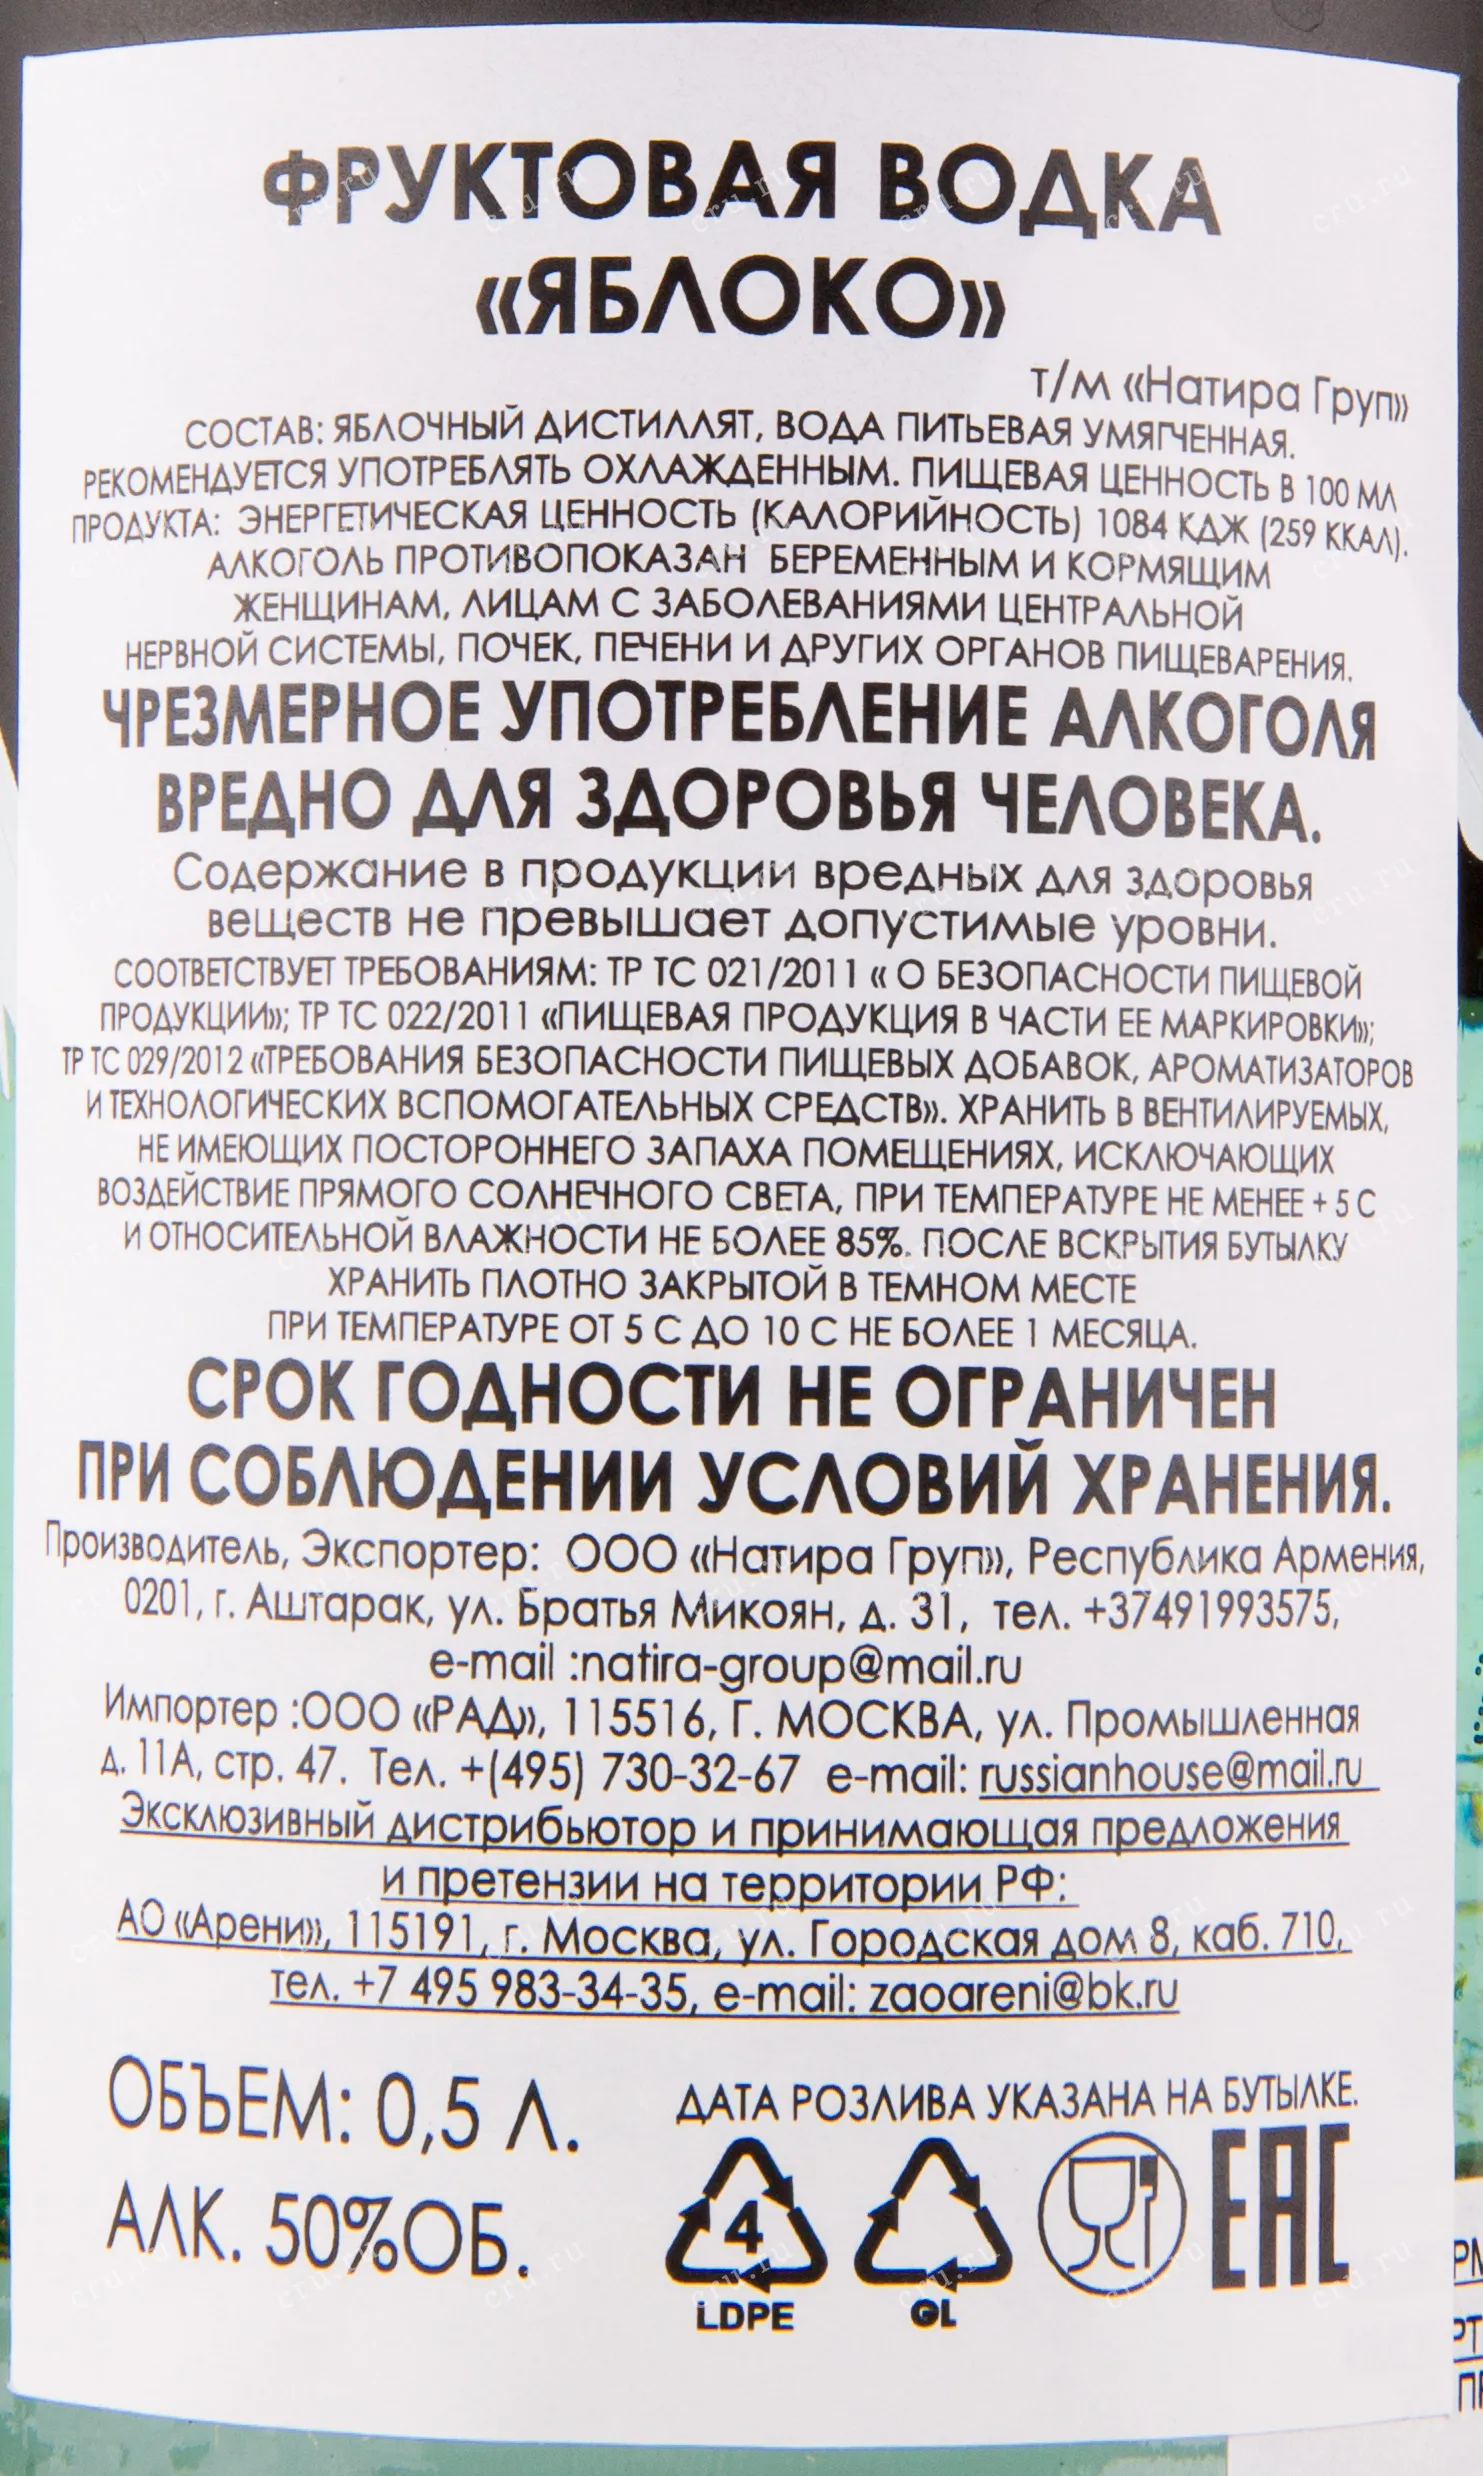 ФРУКТОВАЯ ВОДКА
«ЯБЛОКО»
т/м «Натира Груп»
СОСТАВ: ЯБЛОЧНЫЙ ДИСТИЛЛЯТ, ВОДА ПИТЬЕВАЯ УМЯГЧЕННАЯ.
РЕКОМЕНДУЕТСЯ УПОТРЕБЛЯТЬ ОХЛАЖДЕННЫМ. ПИЩЕВАЯ ЦЕННОСТЬ В 100 МЛ
ПРОДУКТА: ЭНЕРГЕТИЧЕСКАЯ ЦЕННОСТЬ (КАЛОРИЙНОСТЬ) 1084 КДЖ (259 ККАЛ).
АЛКОГОЛЬ ПРОТИВОПОКАЗАН БЕРЕМЕННЫМ И КОРМЯЩИМ
ЖЕНЩИНАМ, ЛИЦАМ С ЗАБОЛЕВАНИЯМИ ЦЕНТРАЛЬНОЙ
НЕРВНОЙ СИСТЕМЫ, ПОЧЕК, ПЕЧЕНИ И ДРУГИХ ОРГАНОВ ПИЩЕВАРЕНИЯ.
ЧРЕЗМЕРНОЕ УПОТРЕБЛЕНИЕ АЛКОГОЛЯ
ВРЕДНО ДЛЯ ЗДОРОВЬЯ ЧЕЛОВЕКА.
Содержание в продукции вредных для здоровья
веществ не превышает допустимые уровни.
СООТВЕТСТВУЕТ ТРЕБОВАНИЯМ: ТР ТС 021/2011 « О БЕЗОПАСНОСТИ ПИЩЕВОЙ
ПРОДУКЦИИ»; ТР ТС 022/2011 «ПИЩЕВАЯ ПРОДУКЦИЯ В ЧАСТИ ЕЕ МАРКИРОВКИ»;
ТР ТС 029/2012 «ТРЕБОВАНИЯ БЕЗОПАСНОСТИ ПИЩЕВЫХ ДОБАВОК, АРОМАТИЗАТОРОВ
И ТЕХНОЛОГИЧЕСКИХ ВСПОМОГАТЕЛЬНЫХ СРЕДСТВ». ХРАНИТЬ В ВЕНТИЛИРУЕМЫХ,
НЕ ИМЕЮЩИХ ПОСТОРОННЕГО ЗАПАХА ПОМЕЩЕНИЯХ, ИСКЛЮЧАЮЩИХ
ВОЗДЕЙСТВИЕ ПРЯМОГО СОЛНЕЧНОГО СВЕТА, ПРИ ТЕМПЕРАТУРЕ НЕ МЕНЕЕ + 5 С
И ОТНОСИТЕЛЬНОЙ ВЛАЖНОСТИ НЕ БОЛЕЕ 85%. ПОСЛЕ ВСКРЫТИЯ БУТЫЛКУ
ХРАНИТЬ ПЛОТНО ЗАКРЫТОЙ В ТЕМНОМ МЕСТЕ
ПРИ ТЕМПЕРАТУРЕ ОТ 5 С ДО 10 С НЕ БОЛЕЕ 1 МЕСЯЦА.
СРОК ГОДНОСТИ НЕ ОГРАНИЧЕН
ПРИ СОБЛЮДЕНИИ УСЛОВИЙ ХРАНЕНИЯ.
Производитель, Экспортер: ООО «Натира Груп», Республика Армения,
0201, г. Аштарак, ул. Братья Микоян, д. 31, тел. +37491993575,
e-mail :natira-group@mail.ru
Импортер :ООО «РАД», 115516, Г. МОСКВА, ул. Промышленная
д. 11А, стр. 47. Тел. +(495) 730-32-67 e-mail: russianhouse@mail.ru
Эксклюзивный дистрибьютор и принимающая предложения
и претензии на территории РФ:
АО «Арени», 115191, г. Москва, ул. Городская дом 8, каб. 710,
тел. +7 495 983-34-35, e-mail: zaoareni@bk.ru
ОБЪЕМ: 0,5 Л.
АЛК. 50%ОБ.
ДАТА РОЗЛИВА УКАЗАНА НА БУТЫЛКЕ.
4
LDPE
GL
EAC
cru.ru